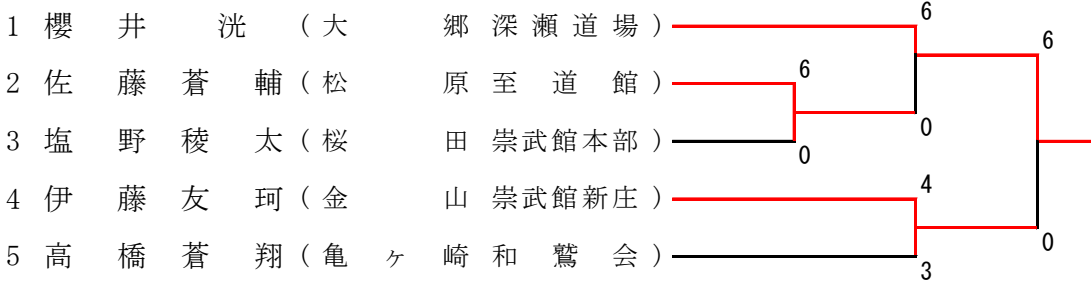 6
1 櫻井 洸 (大郷 深瀬道場)
6
6
2 佐藤蒼輔 (松原 至道館)
0
3 塩野稜太 (桜田 崇武館本部)
0
4
4 伊藤友珂 (金山 崇武館新庄)
0
5 高橋蒼翔 (亀ヶ崎 和鷲会)
3